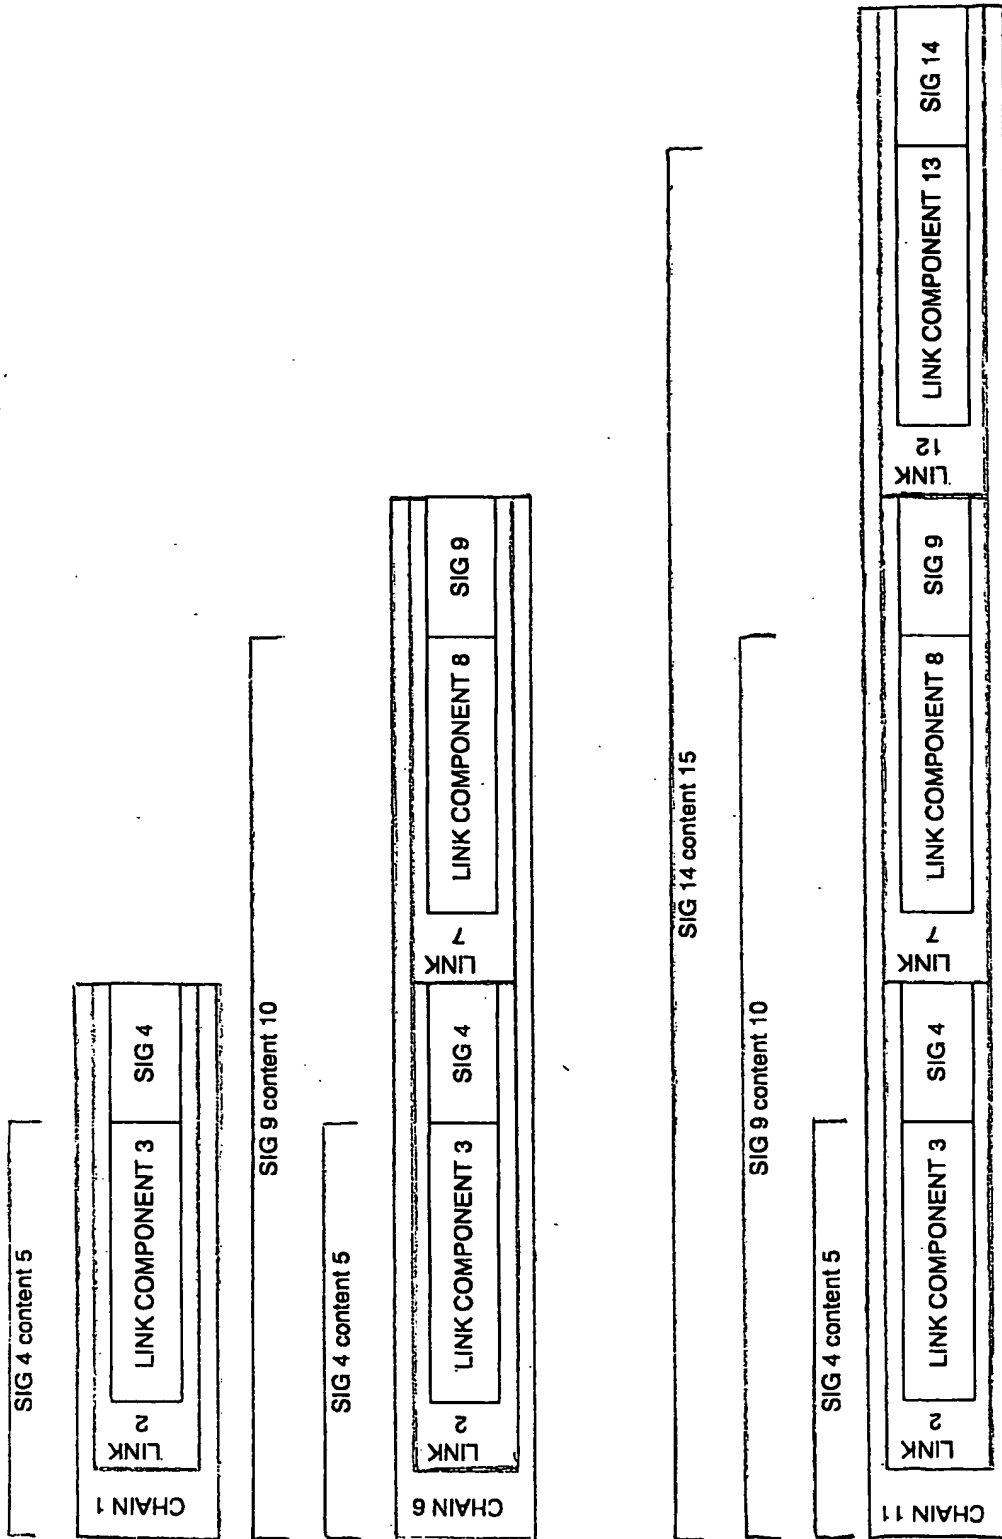 SIG 4 content 5
CHAIN 1
LINK
2
LINK COMPONENT 3
SIG 4
SIG 9 content 10
SIG 4 content 5
CHAIN 6
LINK
2
LINK COMPONENT 3
SIG 4
LINK
7
LINK COMPONENT 8
SIG 9
SIG 14 content 15
SIG 9 content 10
SIG 4 content 5
CHAIN 11
LINK
2
LINK COMPONENT 3
SIG 4
LINK
7
LINK COMPONENT 8
SIG 9
LINK
12
LINK COMPONENT 13
SIG 14